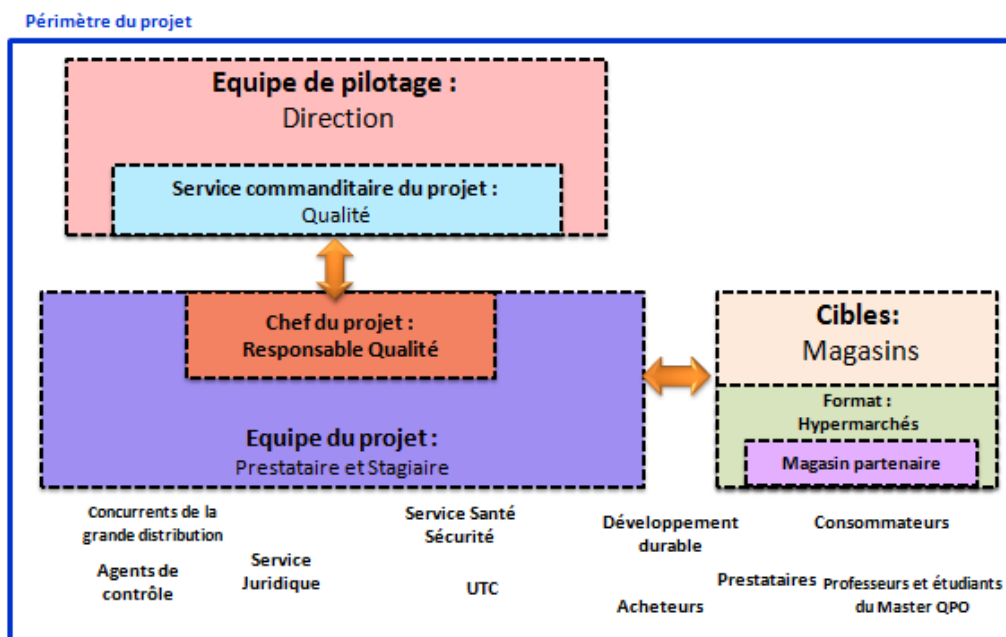 Périmètre du projet
Equipe de pilotage :
Direction
Service commanditaire du projet :
Qualité
Chef du projet :
Responsable Qualité
Equipe du projet :
Prestataire et Stagiaire
Cibles:
Magasins
Format :
Hypermarchés
Magasin partenaire
Concurrents de la
grande distribution
Service Santé
Sécurité
Développement
durable
Consommateurs
Agents de
contrôle
Service
Juridique
UTC
Acheteurs
Prestataires
Professeurs et étudiants
du Master QPO